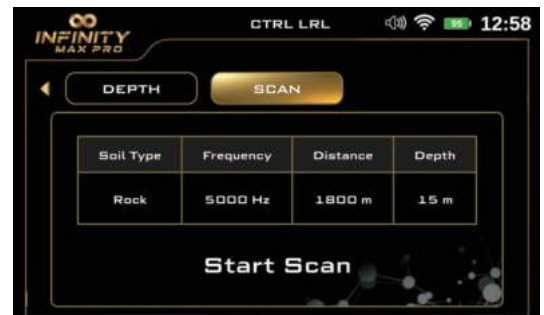 INFINITY
MAX PRO
CTRL LRL
95
12:58
DEPTH
SCAN
Soil Type Frequency Distance Depth
Rock 5000 Hz 1800 m 15 m
Start Scan